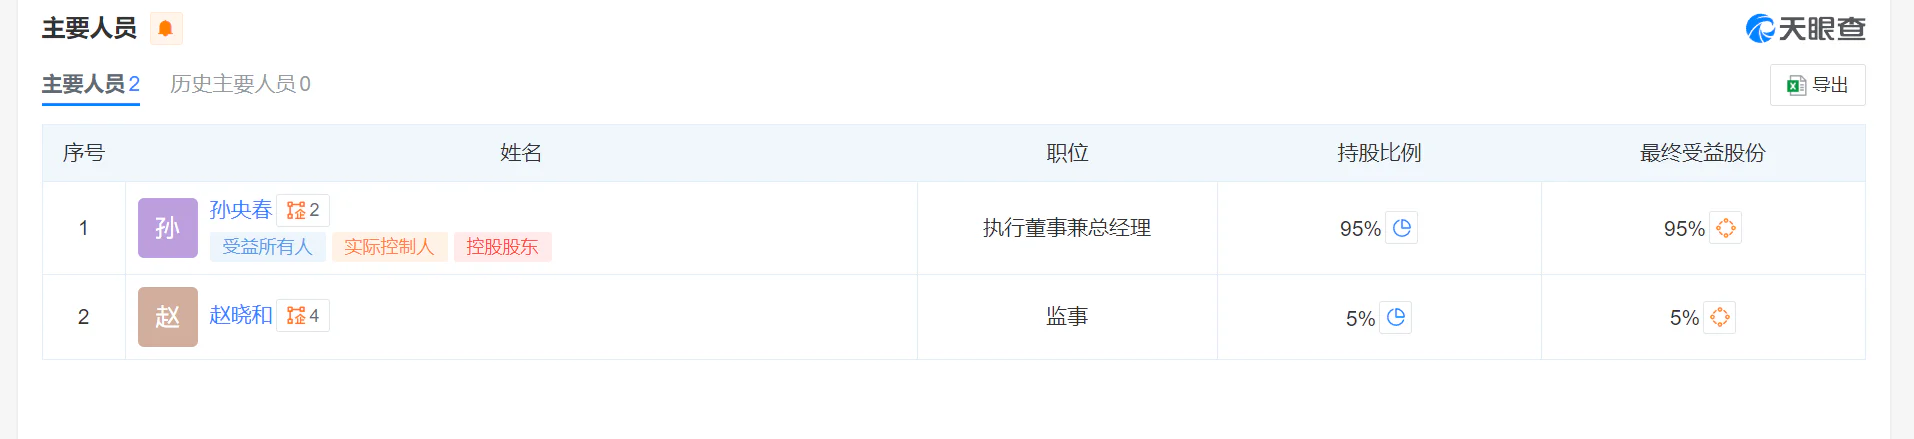 主要人员
天眼查
主要人员2 历史主要人员0
导出
序号 姓名 职位 持股比例 最终受益股份
1 孙 孙央春 企 2 执行董事兼总经理 95% 95%
受益所有人 实际控制人 控股股东
2 赵 赵晓和 企 4 监事 5% 5%